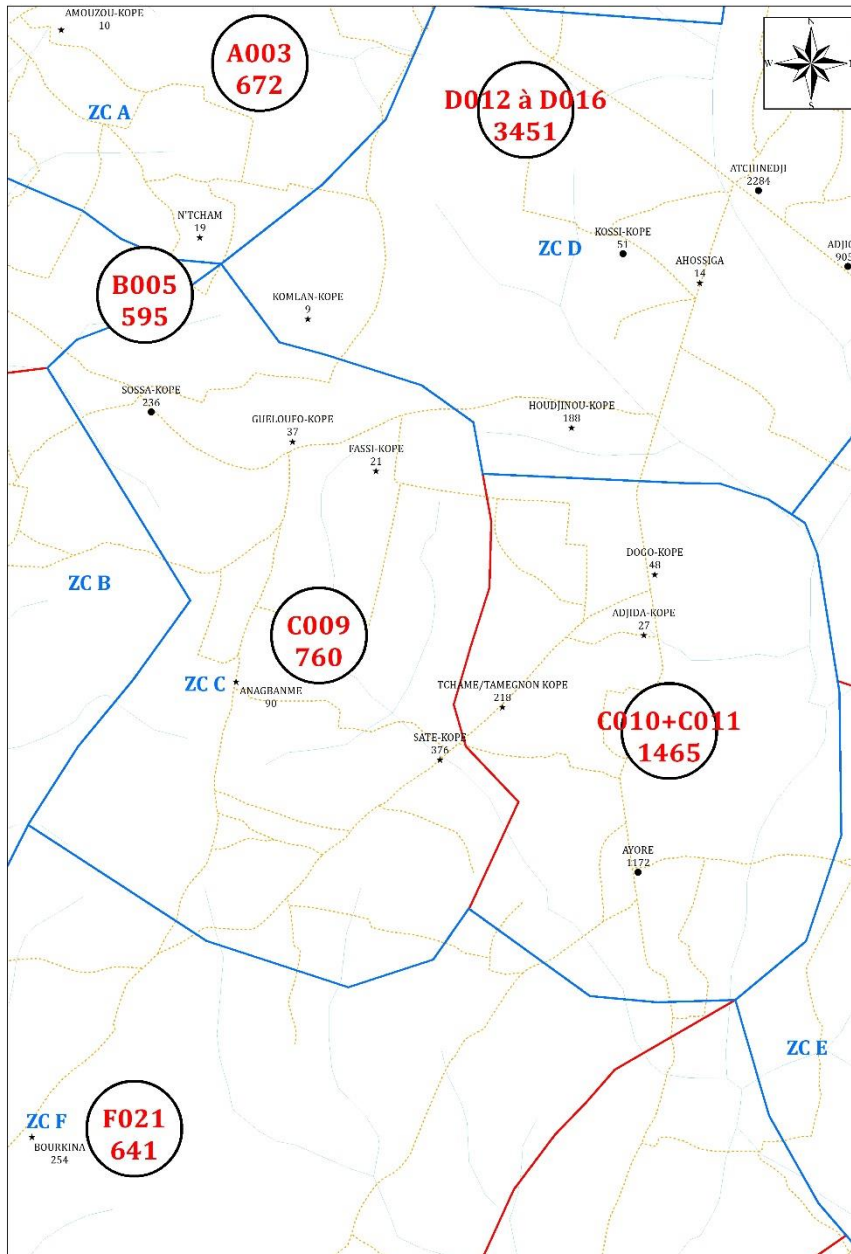 AMOUZOU-KOPE
10
A003
672
N
W
S
D012 à D016
3451
ZC A
ATCHINEDJI
2284
N'TCHAM
19
KOSSI-KOPE
51
ZC D
AHOSSIGA
14
905
B005
595
KOMLAN-KOPE
9
SOSSA-KOPE
236
GUELOUFO-KOPE
37
HOUDJINOU-KOPE
188
FASSI-KOPE
21
DOGO-KOPE
48
ZC B
ADJIDA-KOPE
27
C009
760
ZC C
ANAGBANME
90
TCHAME/TAMEGNON KOPE
218
C010+C011
1465
SATE-KOPE
376
AYORE
1172
ZC E
ZC F
F021
641
BOURKINA
254